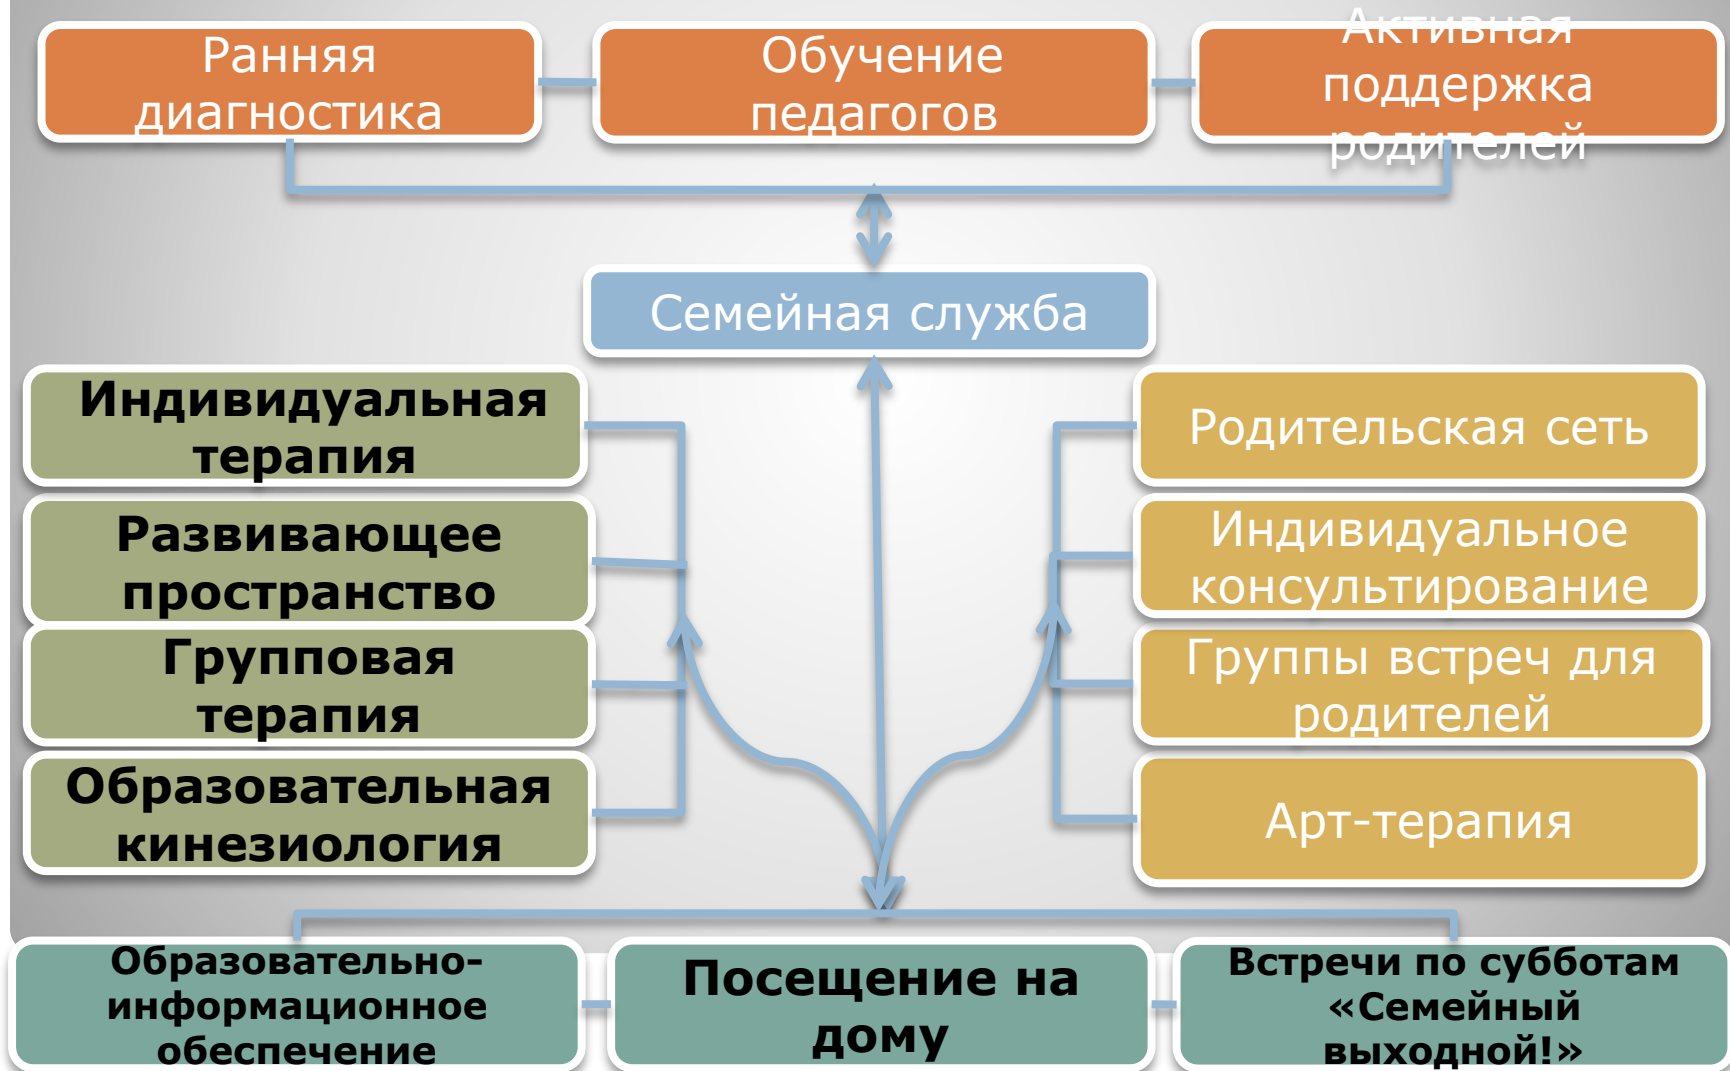 Ранняя
диагностика
Обучение
педагогов
Активная
поддержка
родителей
Семейная служба
Индивидуальная
терапия
Развивающее
пространство
Групповая
терапия
Образовательная
кинезиология
Родительская сеть
Индивидуальное
консультирование
Группы встреч для
родителей
Арт-терапия
Образовательно-
информационное
обеспечение
Посещение на
дому
Встречи по субботам
«Семейный
выходной!»